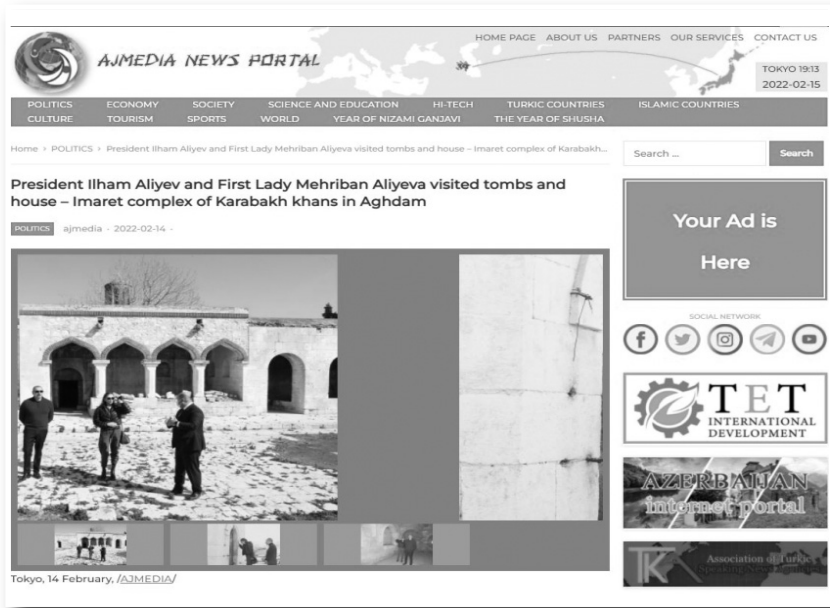 HOME PAGE ABOUT US PARTNERS OUR SERVICES CONTACT US
AJMEDIA NEWS PORTAL
TOKYO 19:13
2022-02-15
POLITICS ECONOMY SOCIETY SCIENCE AND EDUCATION HI-TECH TURKIC COUNTRIES ISLAMIC COUNTRIES
CULTURE TOURISM SPORTS WORLD YEAR OF NIZAMI GANJAVI THE YEAR OF SHUSHA
Home › POLITICS › President Ilham Aliyev and First Lady Mehriban Aliyeva visited tombs and house – Imaret complex of Karabakh...
Search ...
Search
President Ilham Aliyev and First Lady Mehriban Aliyeva visited tombs and
house – Imaret complex of Karabakh khans in Aghdam
POLITICS ajmedia - 2022-02-14 -
Your Ad is
Here
SOCIAL NETWORK
TET
INTERNATIONAL
DEVELOPMENT
AZERBAIJAN
internet portal
TK
Association of Turkic
Tokyo, 14 February, /AJMEDIA/